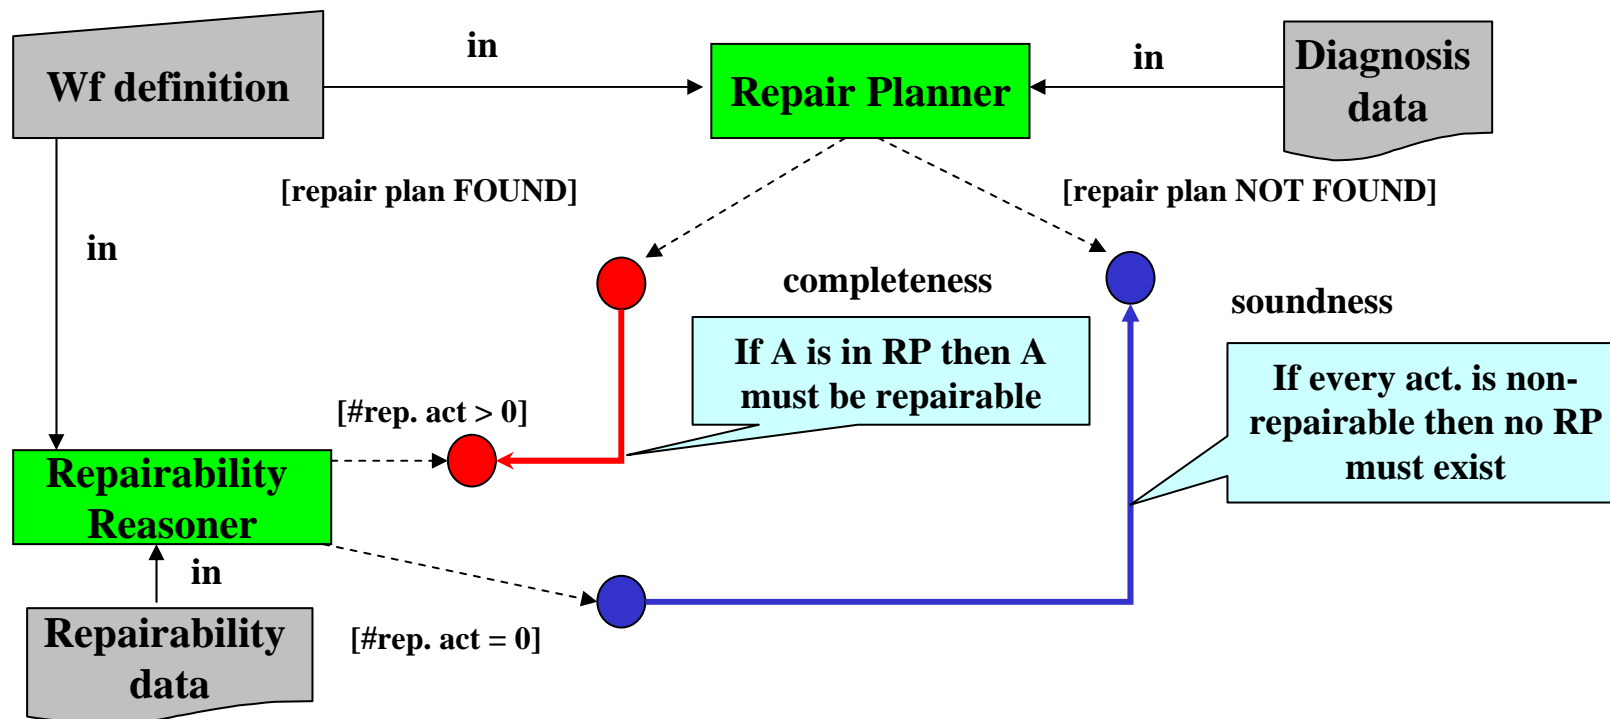 in
Wf definition
Repair Planner
in
Diagnosis
data
[repair plan FOUND]
[repair plan NOT FOUND]
in
completeness
soundness
If A is in RP then A
must be repairable
If every act. is non-
repairable then no RP
must exist
[#rep. act > 0]
Repairability
Reasoner
in
[#rep. act = 0]
Repairability
data